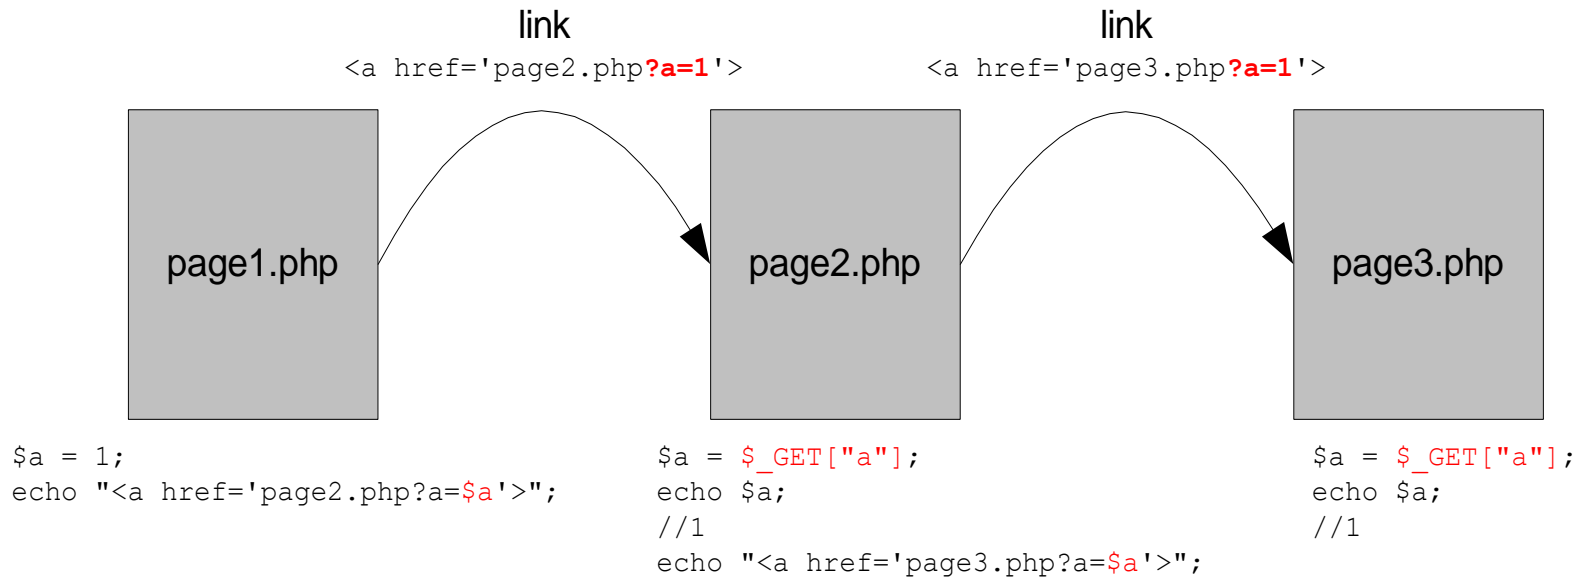 link
<a href='page2.php?a=1'>
link
<a href='page3.php?a=1'>
page1.php
page2.php
page3.php
$a = 1;
echo "<a href='page2.php?a=$a'>";
$a = $_GET["a"];
echo $a;
//1
echo "<a href='page3.php?a=$a'>";
$a = $_GET["a"];
echo $a;
//1